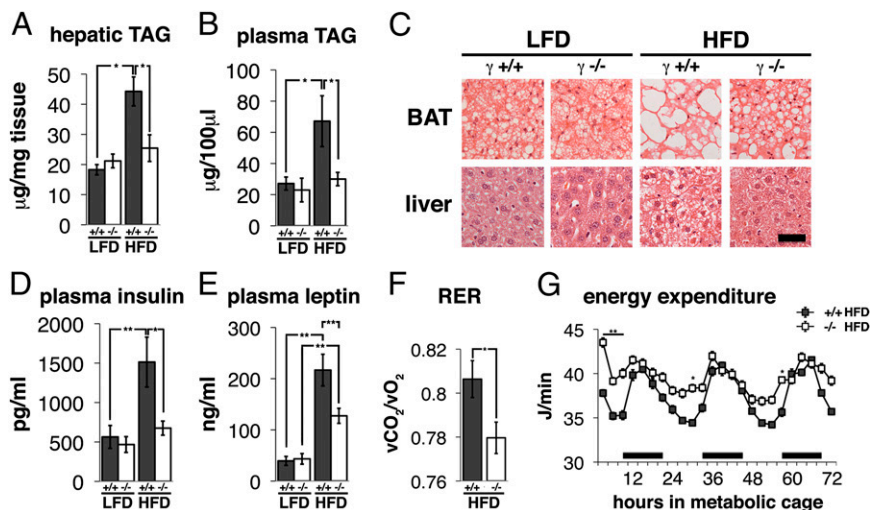 A hepatic TAG
μg/mg tissue
50
40
30
20
10
0
+/+ -/- +/+ -/-
LFD HFD
* *
B plasma TAG
μg/100μl
100
80
60
40
20
0
+/+ -/- +/+ -/-
LFD HFD
* *
C
LFD HFD
γ +/+ γ -/- γ +/+ γ -/-
BAT
liver
D plasma insulin
pg/ml
2000
1500
1000
500
0
+/+ -/- +/+ -/-
LFD HFD
** *
E plasma leptin
ng/ml
300
200
100
0
+/+ -/- +/+ -/-
LFD HFD
** ** **
F RER
vCO2/vO2
0.82
0.8
0.78
0.76
+/+ -/-
HFD
*
G energy expenditure
+/+ HFD
-/- HFD
J/min
45
40
35
30
** * *
12 24 36 48 60 72
hours in metabolic cage